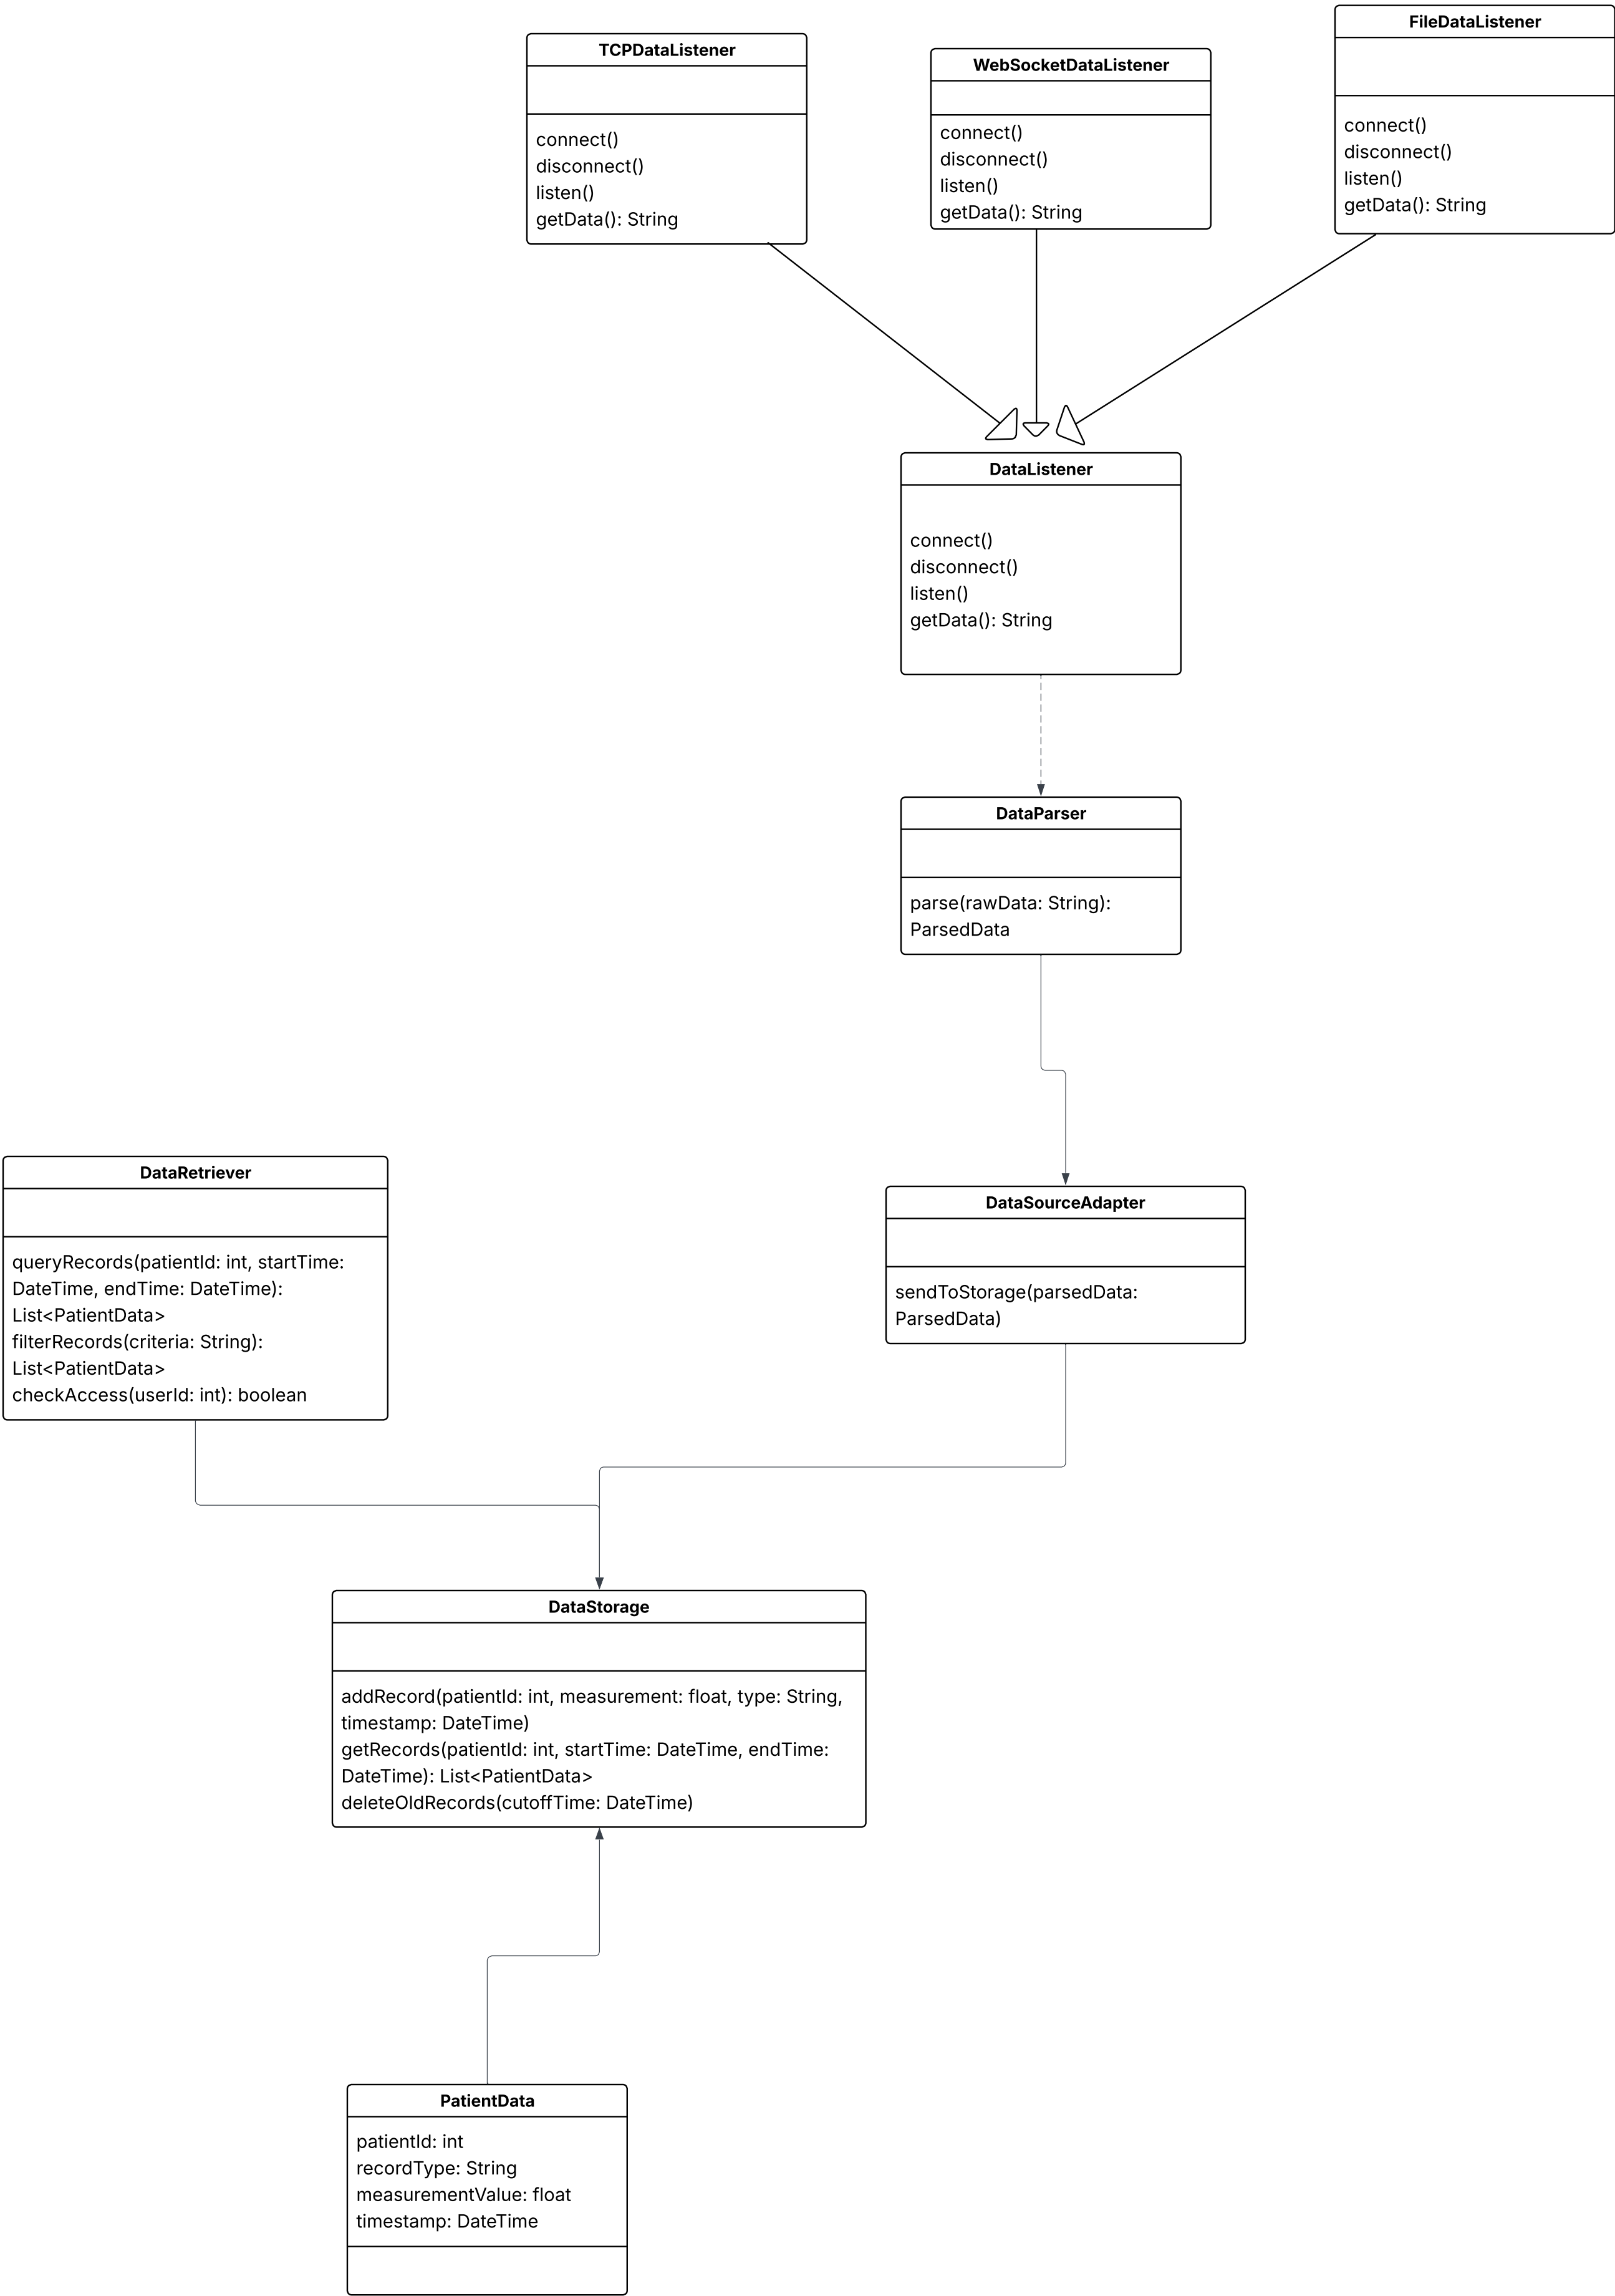 TCPDataListener
connect()
disconnect()
listen()
getData(): String
WebSocketDataListener
connect()
disconnect()
listen()
getData(): String
FileDataListener
connect()
disconnect()
listen()
getData(): String
DataListener
connect()
disconnect()
listen()
getData(): String
DataParser
parse(rawData: String):
ParsedData
DataRetriever
queryRecords(patientId: int, startTime:
DateTime, endTime: DateTime):
List<PatientData>
filterRecords(criteria: String):
List<PatientData>
checkAccess(userId: int): boolean
DataSourceAdapter
sendToStorage(parsedData:
ParsedData)
DataStorage
addRecord(patientId: int, measurement: float, type: String,
timestamp: DateTime)
getRecords(patientId: int, startTime: DateTime, endTime:
DateTime): List<PatientData>
deleteOldRecords(cutoffTime: DateTime)
PatientData
patientId: int
recordType: String
measurementValue: float
timestamp: DateTime